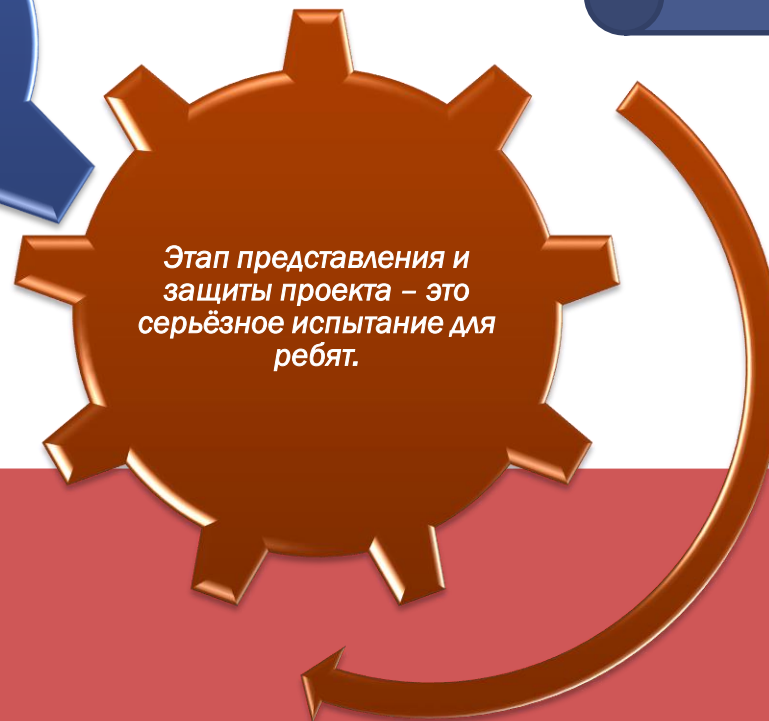 Этап представления и
защиты проекта – это
серьёзное испытание для
ребят.